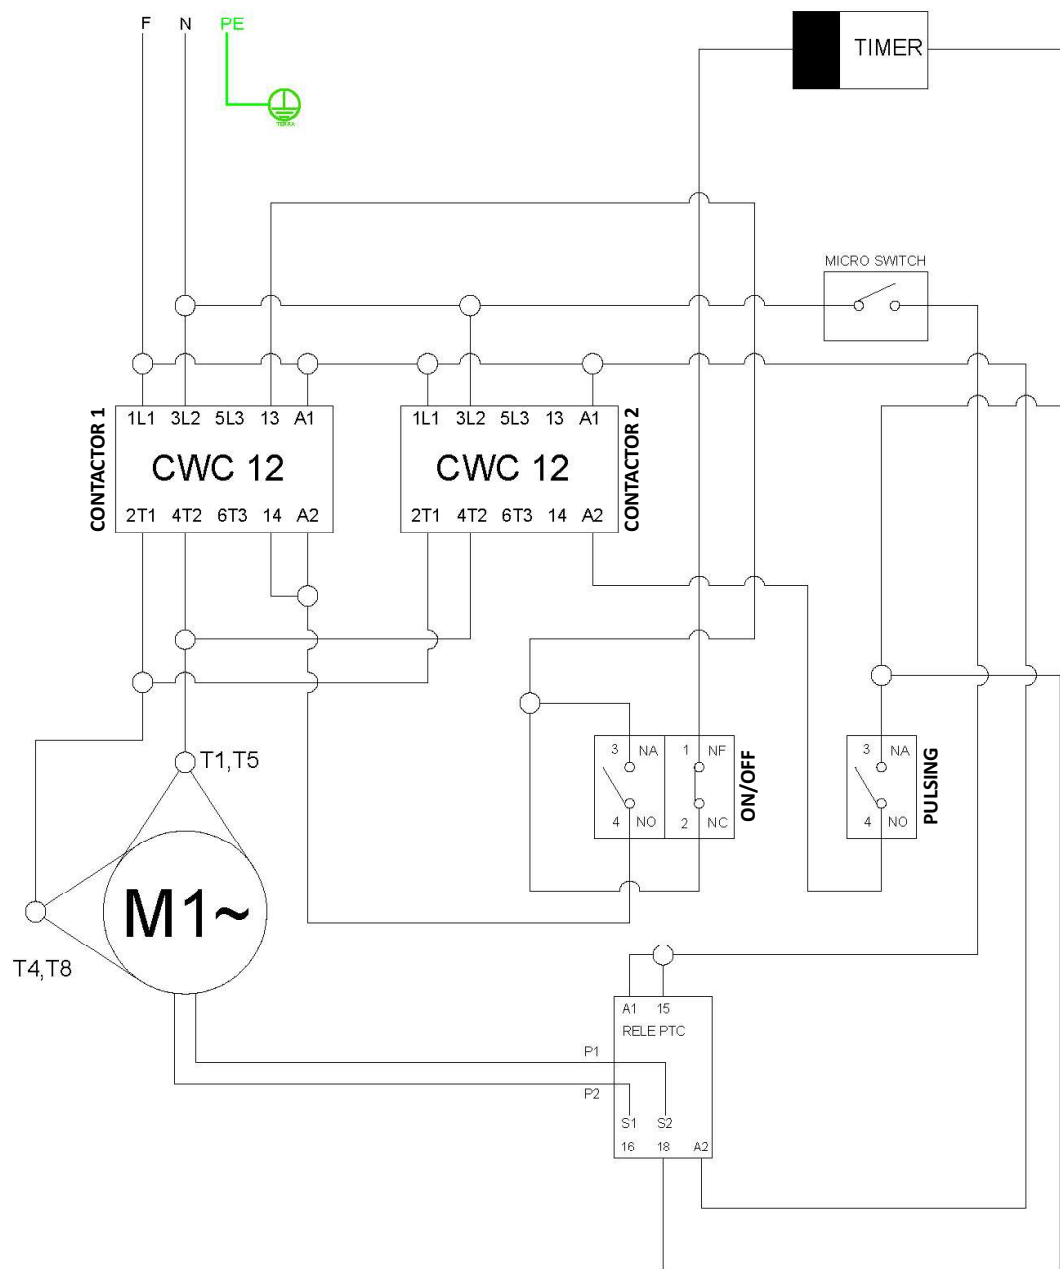 F N PE
TIMER
TERRA
MICRO SWITCH
CONTACTOR 1
1L1 3L2 5L3 13 A1
CWC 12
2T1 4T2 6T3 14 A2
1L1 3L2 5L3 13 A1
CWC 12
2T1 4T2 6T3 14 A2
CONTACTOR 2
3 NA 1 NF
4 NO 2 NC
ON/OFF
3 NA
4 NO
PULSING
T1,T5
M1~
T4,T8
A1 15
RELE PTC
P1
P2
S1 S2
16 18 A2